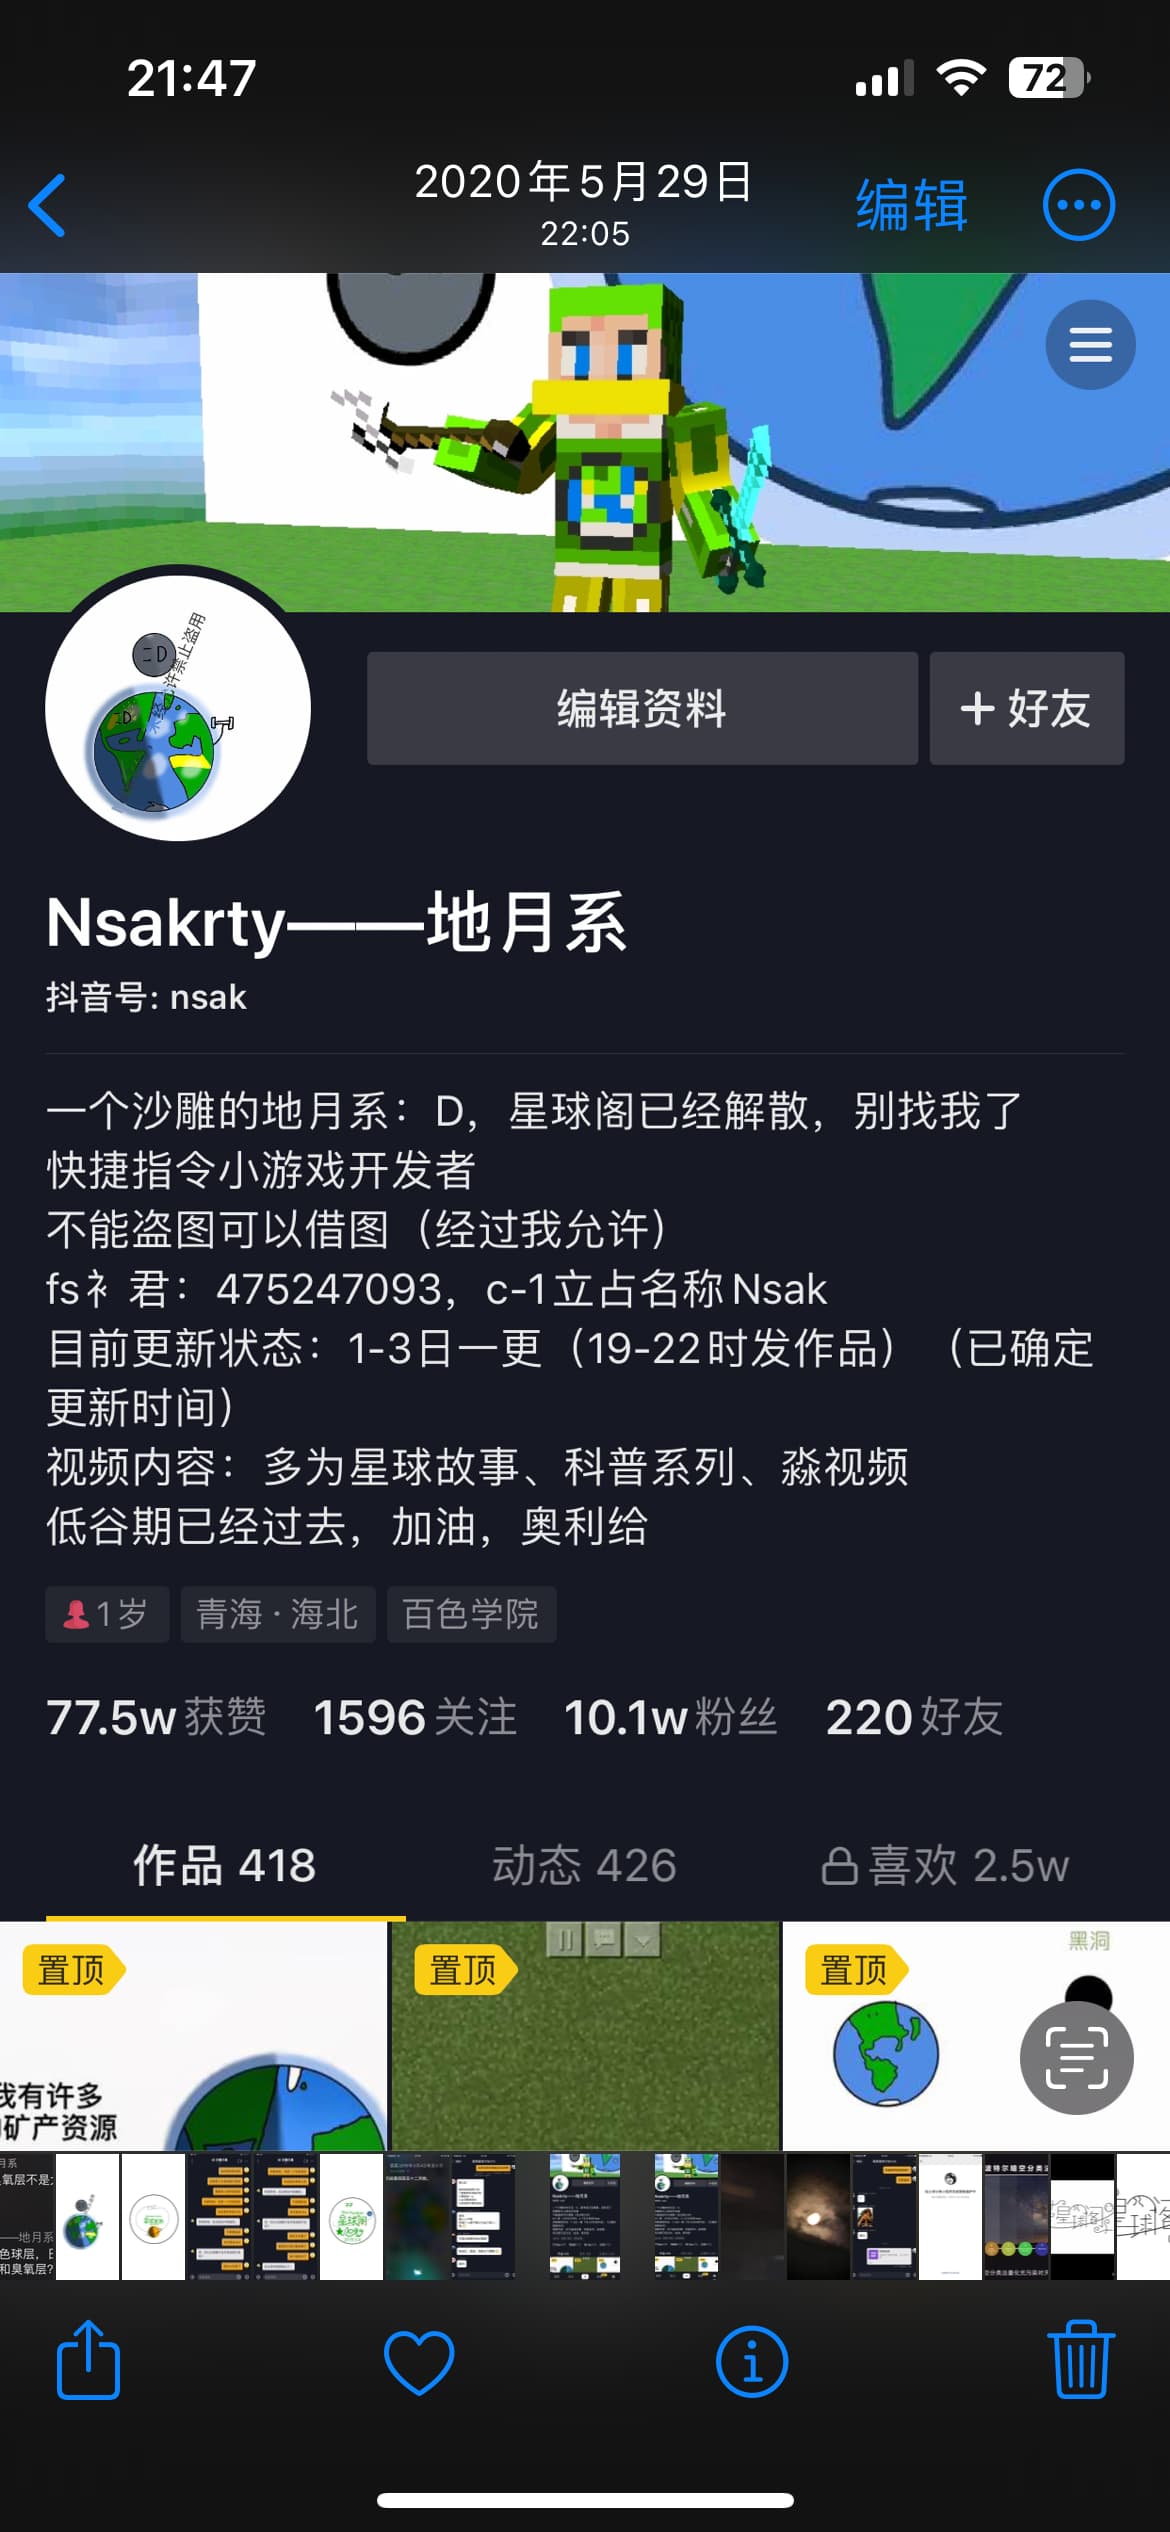 21:47
72
2020年5月29日
22:05
编辑
许禁止盗用
编辑资料
+ 好友
Nsakrty——地月系
抖音号: nsak
一个沙雕的地月系：D，星球阁已经解散，别找我了
快捷指令小游戏开发者
不能盗图可以借图（经过我允许）
fs礻君：475247093，c-1立占名称Nsak
目前更新状态：1-3日一更（19-22时发作品）（已确定
更新时间）
视频内容：多为星球故事、科普系列、淼视频
低谷期已经过去，加油，奥利给
1岁
青海·海北
百色学院
77.5w获赞
1596关注
10.1w粉丝
220好友
作品 418
动态 426
喜欢 2.5w
置顶
置顶
置顶
黑洞
我有许多
矿产资源